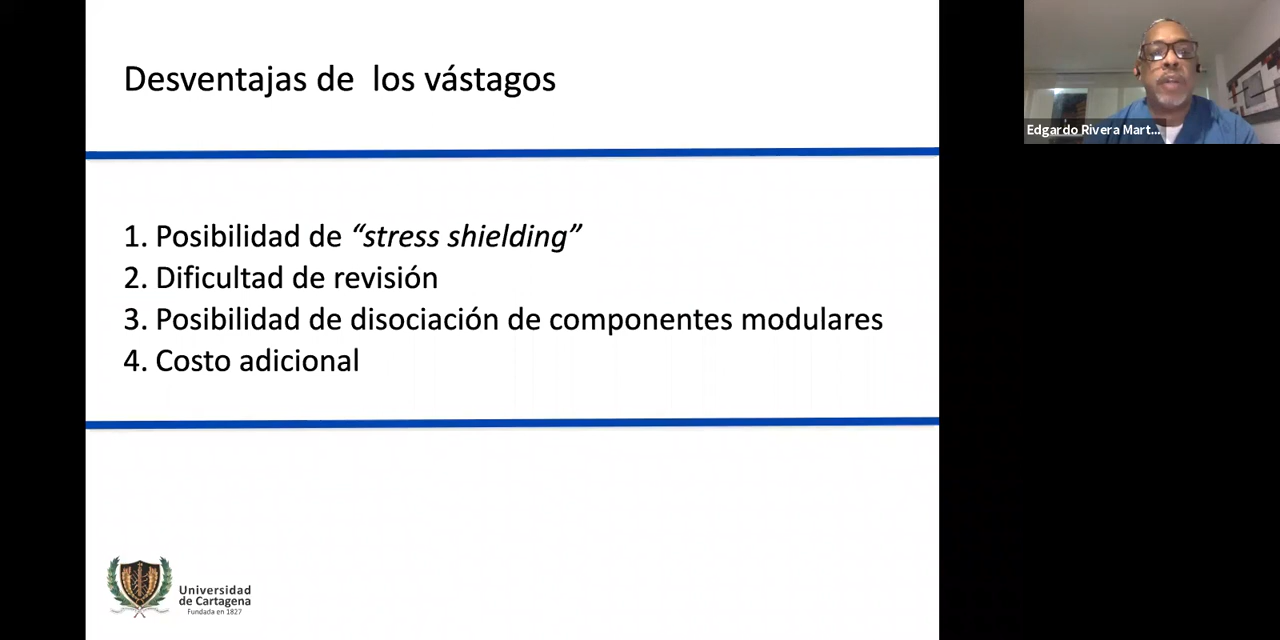 Desventajas de los vástagos
1. Posibilidad de “stress shielding”
2. Dificultad de revisión
3. Posibilidad de disociación de componentes modulares
4. Costo adicional
Universidad
de Cartagena
Fundada en 1827
Edgardo Rivera Mart...